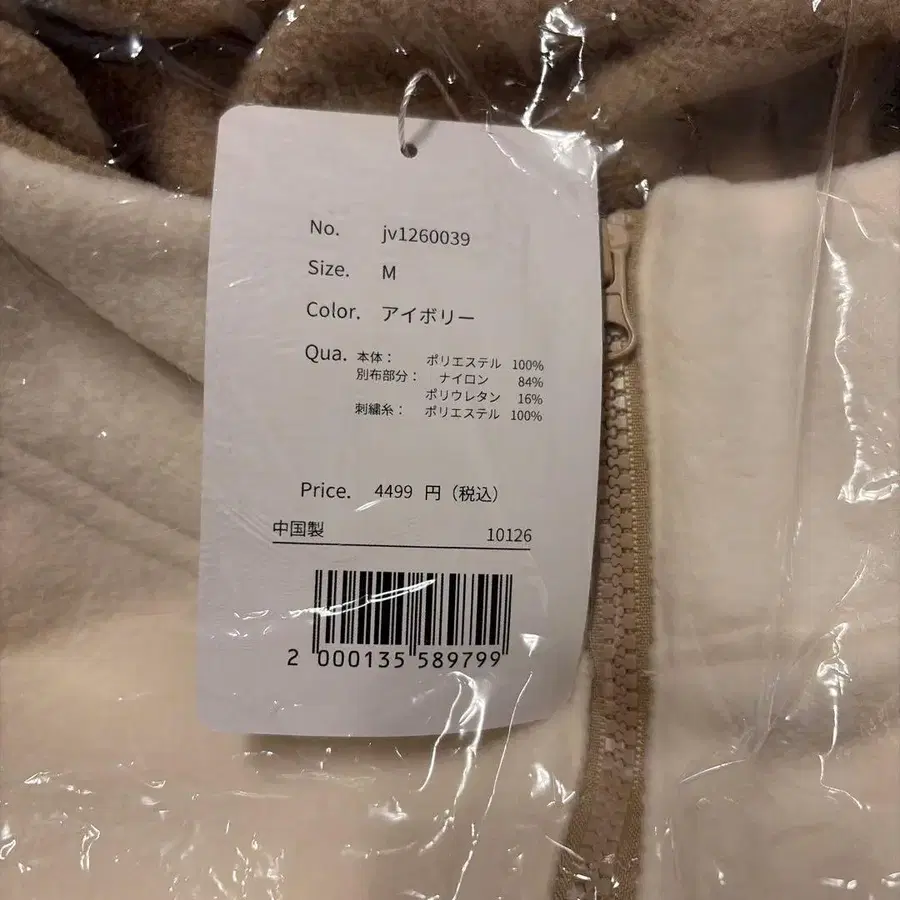 No. jv1260039
Size. M
Color. アイボリー
Qua. 本体： ポリエステル 100%
別布部分： ナイロン 84%
ポリウレタン 16%
刺繍糸： ポリエステル 100%
Price. 4499 円（税込）
中国製 10126
2 000135 589799